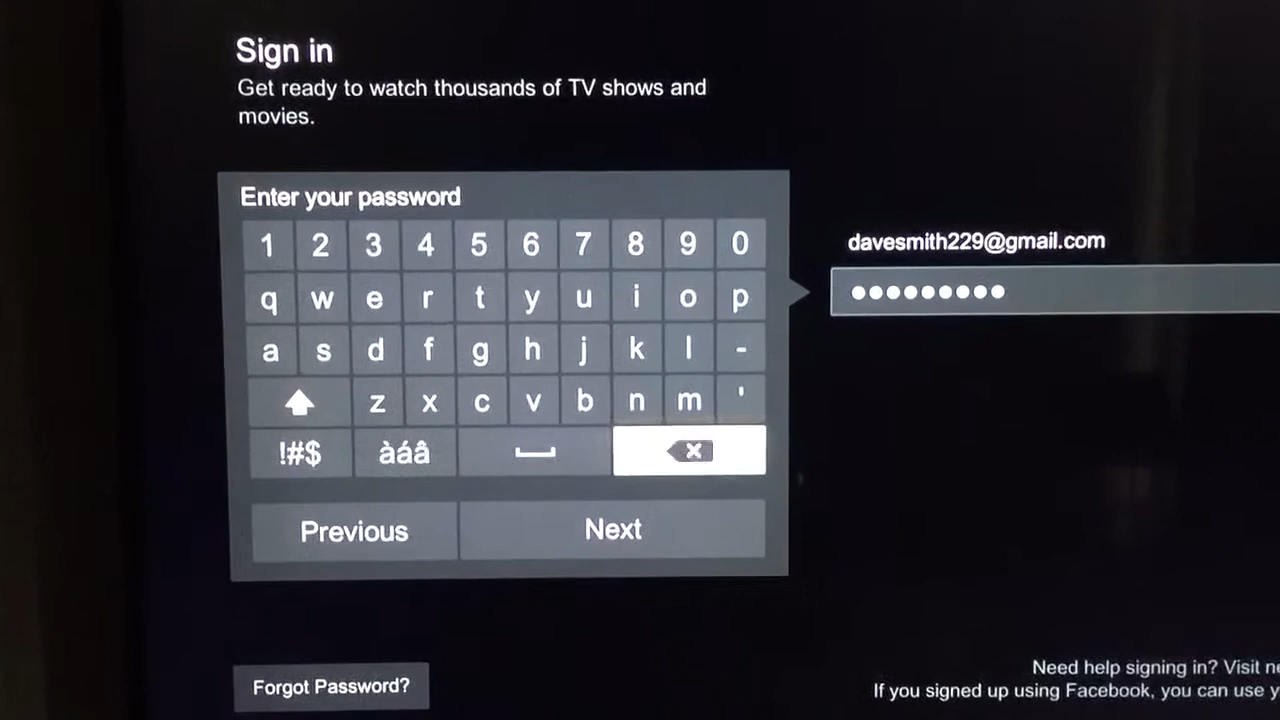 Sign in
Get ready to watch thousands of TV shows and
movies.
Enter your password
1 2 3 4 5 6 7 8 9 0
q w e r t y u i o p
a s d f g h j k l -
z x c v b n m '
!#$ àáâ
Previous Next
davesmith229@gmail.com
Forgot Password?
Need help signing in? Visit
If you signed up using Facebook, you can use